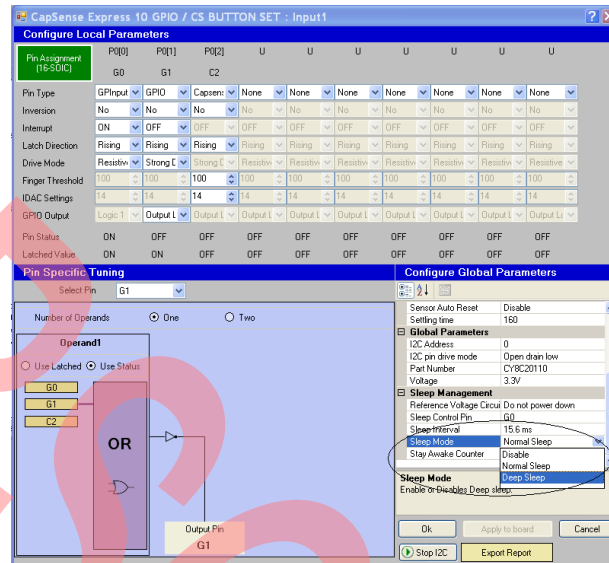 CapSense Express 10 GPIO / CS BUTTON SET : Input1
Configure Local Parameters
Pin Assignment (16-SOIC) P0[0] P0[1] P0[2] U U U U U U U
G0 G1 C2
Pin Type GPInput GPIO Capsen: None None None None None None None
Inversion No No No No No No No No No No
Interrupt ON OFF OFF OFF OFF OFF OFF OFF OFF OFF
Latch Direction Rising Rising Rising Rising Rising Rising Rising Rising Rising Rising
Drive Mode Resistiv Strong D Strong D Resistiv Resistiv Resistiv Resistiv Resistiv Resistiv Resistiv
Finger Threshold 100 100 100 100 100 100 100 100 100 100
IDAC Settings 14 14 14 14 14 14 14 14 14 14
GPIO Output Logic 1 Output L Output L Output L Output L Output L Output L Output L Output L Output L
Pin Status ON OFF OFF OFF OFF OFF OFF OFF OFF OFF
Latched Value ON ON OFF OFF OFF OFF OFF OFF OFF OFF
Pin Specific Tuning
Select Pin G1
Number of Operands One Two
Operand1
Use Latched Use Status
G0
G1
C2
OR
Output Pin
G1
Configure Global Parameters
Sensor Auto Reset Disable
Settling time 160
Global Parameters
I2C Address 0
I2C pin drive mode Open drain low
Part Number CY8C20110
Voltage 3.3V
Sleep Management
Reference Voltage Circui Do not power down
Sleep Control Pin G0
Sleep Interval 15.6 ms
Sleep Mode Normal Sleep
Stay Awake Counter Disable
Normal Sleep
Deep Sleep
Sleep Mode
Enable or Disables Deep sleep.
Ok Apply to board Cancel
Stop I2C Export Report